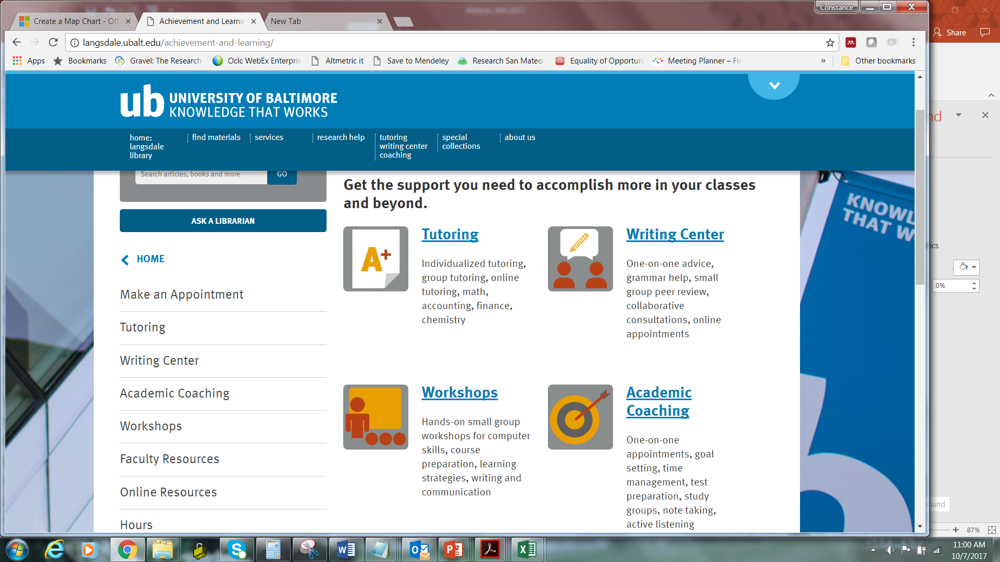 Constance
Create a Map Chart - Off
Achievement and Learnin
New Tab
Share
langsdale.ubalt.edu/achievement-and-learning/
Apps
Bookmarks
Gravel: The Research
Oclc WebEx Enterpris
Altmetric it
Save to Mendeley
Research San Mateo
Equality of Opportuni
Meeting Planner – Fin
»
Other bookmarks
ub UNIVERSITY OF BALTIMORE
KNOWLEDGE THAT WORKS
nd
home:
langsdale
library
find materials
services
research help
tutoring
writing center
coaching
special
collections
about us
Search articles, books and more
GO
ASK A LIBRARIAN
HOME
Make an Appointment
Tutoring
Writing Center
Academic Coaching
Workshops
Faculty Resources
Online Resources
Hours
Get the support you need to accomplish more in your classes
and beyond.
A+
Tutoring
Individualized tutoring,
group tutoring, online
tutoring, math,
accounting, finance,
chemistry
Writing Center
One-on-one advice,
grammar help, small
group peer review,
collaborative
consultations, online
appointments
Workshops
Hands-on small group
workshops for computer
skills, course
preparation, learning
strategies, writing and
communication
Academic
Coaching
One-on-one
appointments, goal
setting, time
management, test
preparation, study
groups, note taking,
active listening
KNOWL
THAT W
ics
0%
ound
87%
11:00 AM
10/7/2017